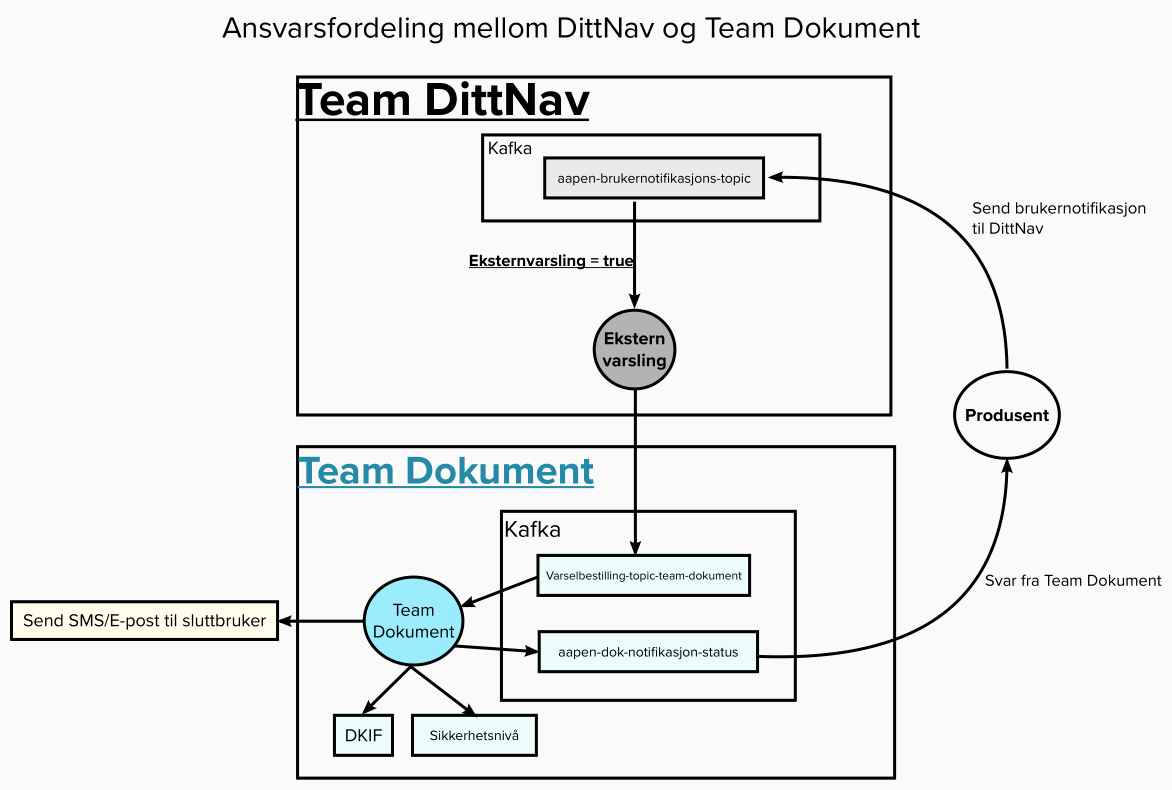 Ansvarsfordeling mellom DittNav og Team Dokument
Team DittNav
Kafka
aapen-brukernotifikasjons-topic
Send brukernotifikasjon
til DittNav
Eksternvarsling = true
Ekstern
varsling
Produsent
Team Dokument
Kafka
Varselbestilling-topic-team-dokument
Svar fra Team Dokument
Team
Dokument
Send SMS/E-post til sluttbruker
aapen-dok-notifikasjon-status
DKIF
Sikkerhetsnivå